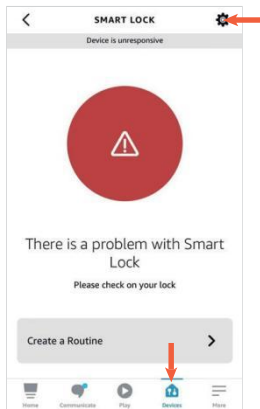 SMART LOCK
Device is unresponsive
There is a problem with Smart
Lock
Please check on your lock
Create a Routine
Home Communicate Play Devices More